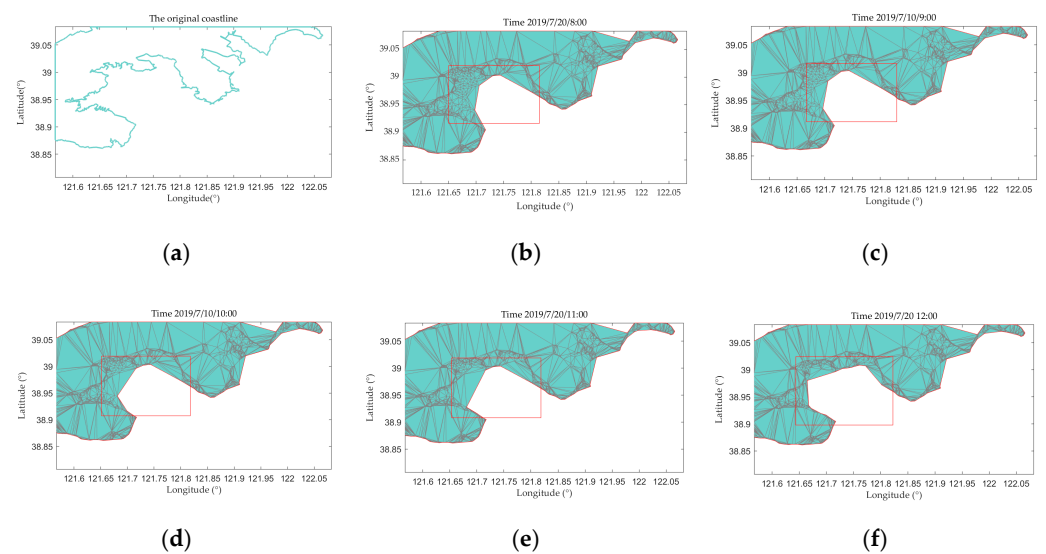 The original coastline
39.05
39
38.95
38.9
38.85
Latitude(°)
121.6 121.65 121.7 121.75 121.8 121.85 121.9 121.95 122 122.05
Longitude(°)
(a)
Time 2019/7/20/8:00
39.05
39
38.95
38.9
38.85
Latitude (°)
121.6 121.65 121.7 121.75 121.8 121.85 121.9 121.95 122 122.05
Longitude (°)
(b)
Time 2019/7/10/9:00
39.05
39
38.95
38.9
38.85
Latitude (°)
121.6 121.65 121.7 121.75 121.8 121.85 121.9 121.95 122 122.05
Longitude (°)
(c)
Time 2019/7/10/10:00
39.05
39
38.95
38.9
38.85
Latitude (°)
121.6 121.65 121.7 121.75 121.8 121.85 121.9 121.95 122 122.05
Longitude (°)
(d)
Time 2019/7/20/11:00
39.05
39
38.95
38.9
38.85
Latitude (°)
121.6 121.65 121.7 121.75 121.8 121.85 121.9 121.95 122 122.05
Longitude (°)
(e)
Time 2019/7/20 12:00
39.05
39
38.95
38.9
38.85
Latitude (°)
121.6 121.65 121.7 121.75 121.8 121.85 121.9 121.95 122 122.05
Longitude (°)
(f)